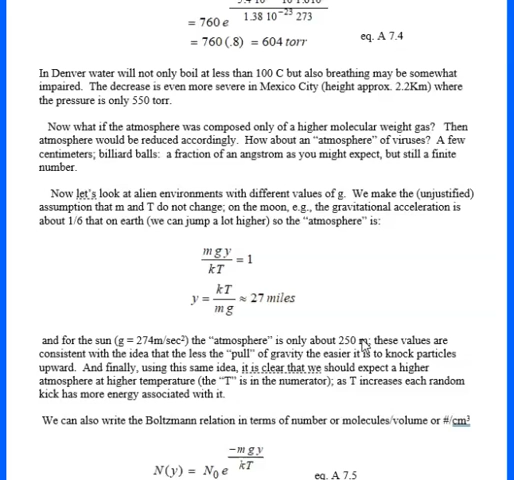 = 760 e 1.38 10⁻²³ 273
= 760 (.8) = 604 torr eq. A 7.4
In Denver water will not only boil at less than 100 C but also breathing may be somewhat
impaired. The decrease is even more severe in Mexico City (height approx. 2.2Km) where
the pressure is only 550 torr.
Now what if the atmosphere was composed only of a higher molecular weight gas? Then
atmosphere would be reduced accordingly. How about an "atmosphere" of viruses? A few
centimeters; billiard balls: a fraction of an angstrom as you might expect, but still a finite
number.
Now let's look at alien environments with different values of g. We make the (unjustified)
assumption that m and T do not change; on the moon, e.g., the gravitational acceleration is
about 1/6 that on earth (we can jump a lot higher) so the "atmosphere" is:
mgy / kT = 1
y = kT / mg ≈ 27 miles
and for the sun (g = 274m/sec²) the "atmosphere" is only about 250 these values are
consistent with the idea that the less the "pull" of gravity the easier it is to knock particles
upward. And finally, using this same idea, it is clear that we should expect a higher
atmosphere at higher temperature (the "T" is in the numerator); as T increases each random
kick has more energy associated with it.
We can also write the Boltzmann relation in terms of number or molecules/volume or #/cm³
N(y) = N₀ e −mgy / kT eq. A 7.5